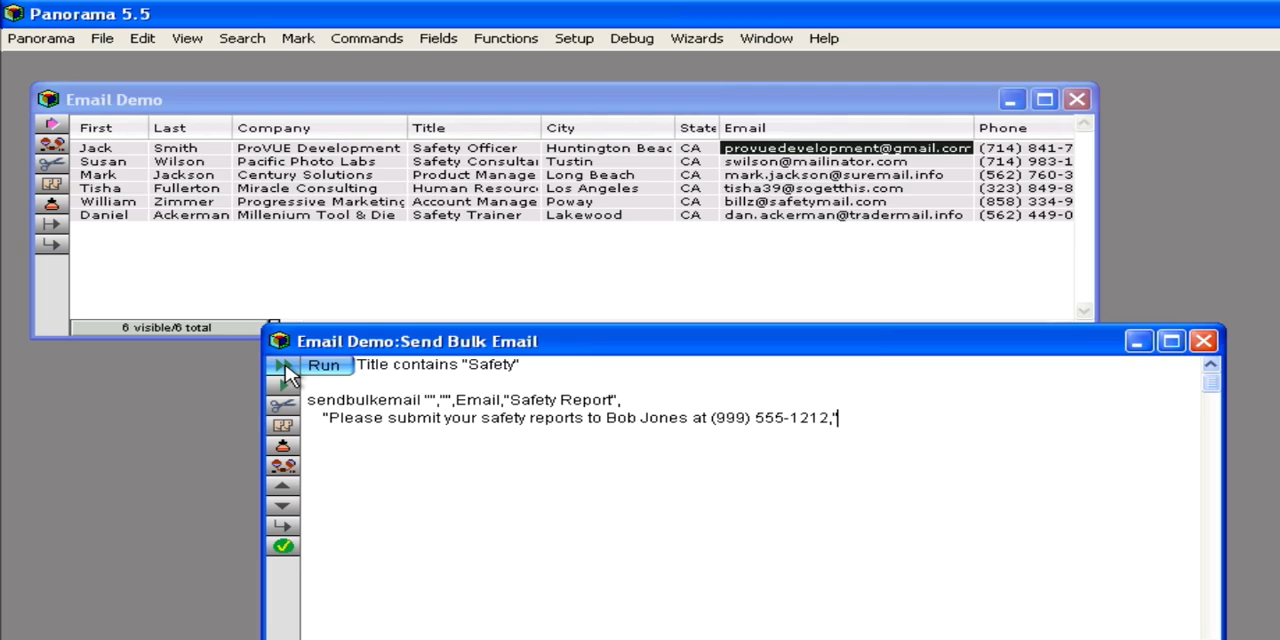 Panorama 5.5
Panorama File Edit View Search Mark Commands Fields Functions Setup Debug Wizards Window Help
Email Demo
First Last Company Title City State Email Phone
Jack Smith ProVUE Development Safety Officer Huntington Beac CA provuedevelopment@gmail.com (714) 841-7
Susan Wilson Pacific Photo Labs Safety Consultar Tustin CA swilson@mailinator.com (714) 983-1
Mark Jackson Century Solutions Product Manage Long Beach CA mark.jackson@suremail.info (562) 760-3
Tisha Fullerton Miracle Consulting Human Resourc Los Angeles CA tisha39@sogetthis.com (323) 849-8
William Zimmer Progressive Marketing Account Manage Poway CA billz@safetymail.com (858) 334-9
Daniel Ackerman Millenium Tool & Die Safety Trainer Lakewood CA dan.ackerman@tradermail.info (562) 449-0
6 visible/6 total
Email Demo:Send Bulk Email
Run Title contains "Safety"
sendbulkemail "","",Email,"Safety Report",
"Please submit your safety reports to Bob Jones at (999) 555-1212,"